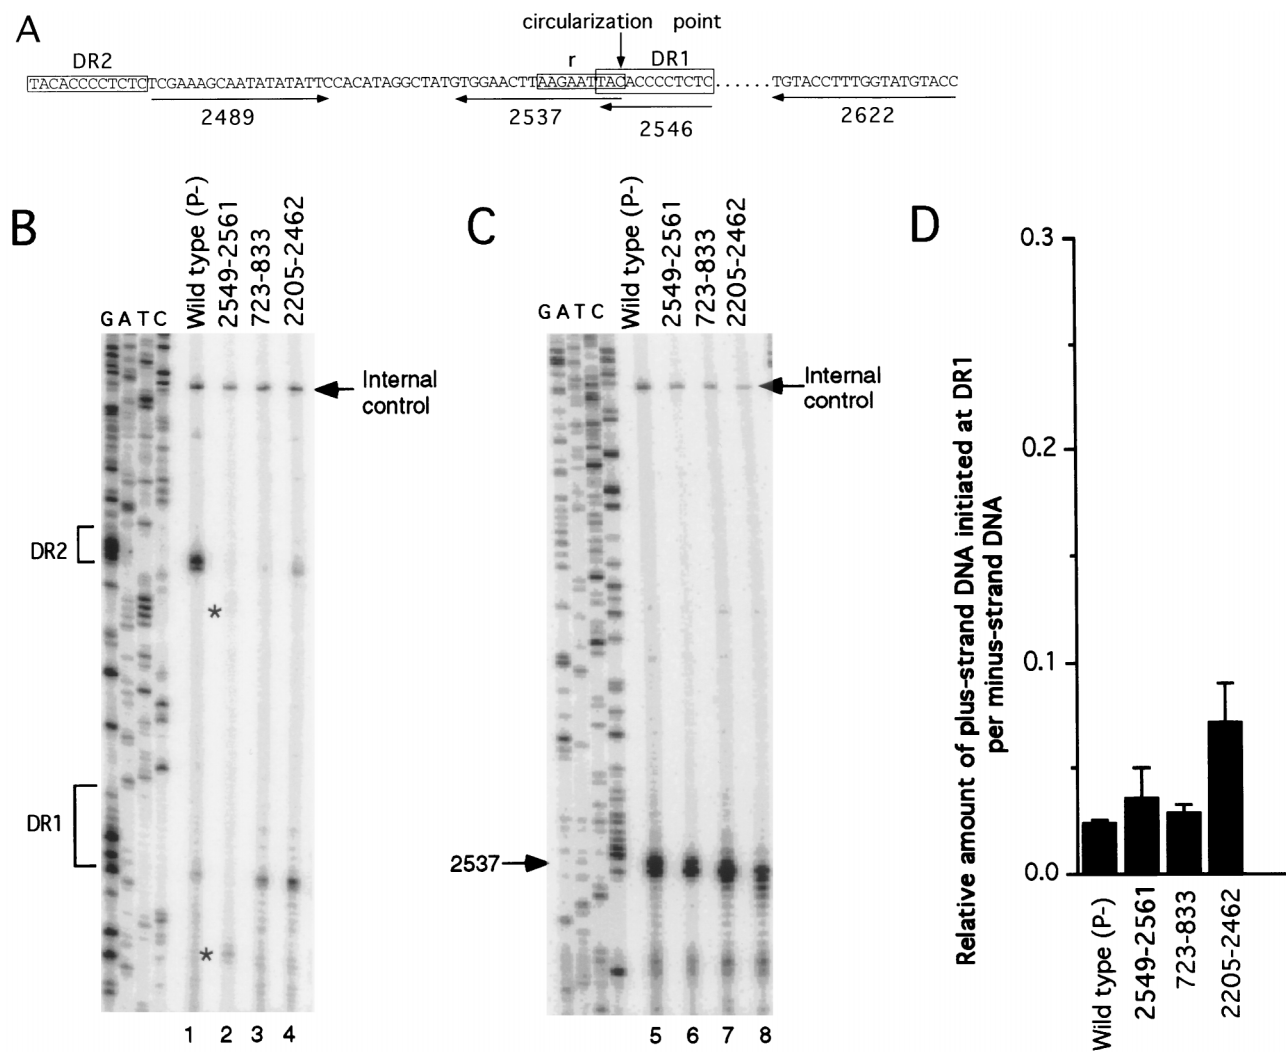 A
circularization point
DR2 r DR1
TACACCCCTCTCTCGAAAGCAATATATATTCCACATAGGCTATGTGGAACTTAAGAATTACACCCCTCTC......TGTACCTTTGGTATGTACC
2489 2537 2546 2622
B
Wild type (P-)
2549-2561
723-833
2205-2462
G A T C
Internal
control
DR2
*
DR1
*
1 2 3 4
C
Wild type (P-)
2549-2561
723-833
2205-2462
G A T C
Internal
control
2537
5 6 7 8
D
Relative amount of plus-strand DNA initiated at DR1
per minus-strand DNA
0.3
0.2
0.1
0.0
Wild type (P-)
2549-2561
723-833
2205-2462